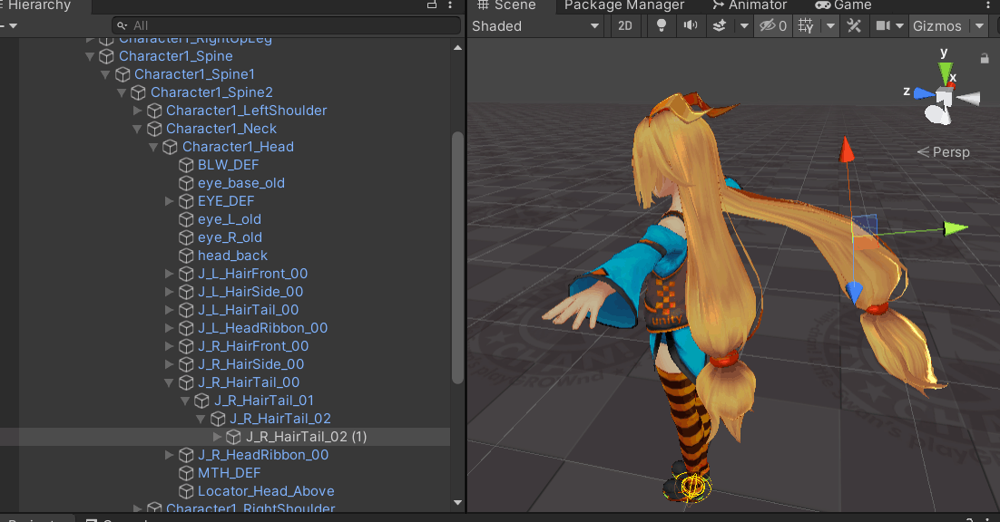 Hierarchy
Scene Package Manager Animator Game
All
Shaded 2D 0 Gizmos
Character1_RightUpLeg
Character1_Spine
Character1_Spine1
Character1_Spine2
Character1_LeftShoulder
Character1_Neck
Character1_Head
BLW_DEF
eye_base_old
EYE_DEF
eye_L_old
eye_R_old
head_back
J_L_HairFront_00
J_L_HairSide_00
J_L_HairTail_00
J_L_HeadRibbon_00
J_R_HairFront_00
J_R_HairSide_00
J_R_HairTail_00
J_R_HairTail_01
J_R_HairTail_02
J_R_HairTail_02 (1)
J_R_HeadRibbon_00
MTH_DEF
Locator_Head_Above
Character1_RightShoulder
y
x
z
Persp
unity